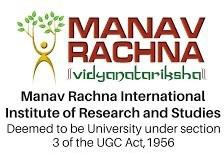 MANAV
RACHNA
vidyanatariksha
Manav Rachna International
Institute of Research and Studies
Deemed to be University under section
3 of the UGC Act,1956